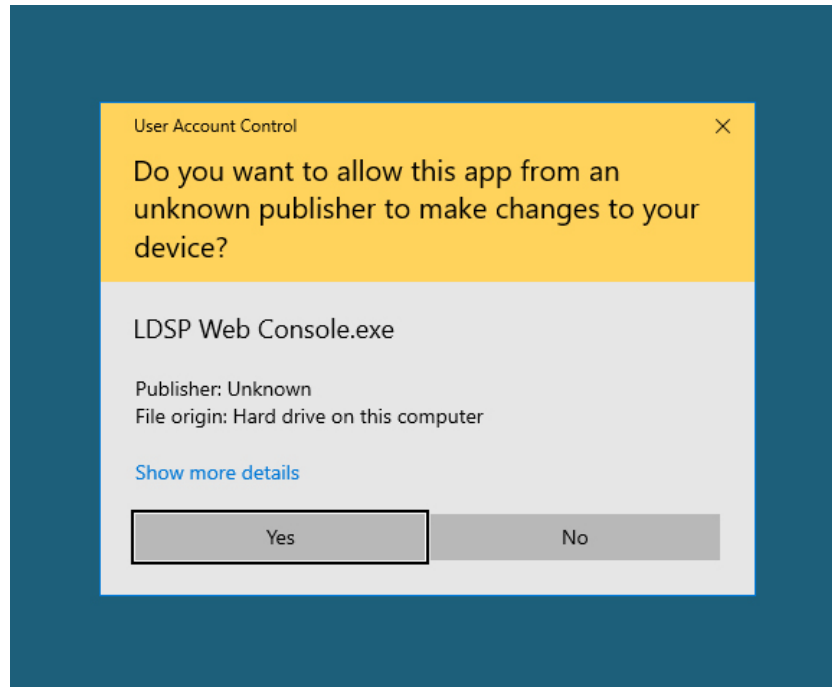 User Account Control
Do you want to allow this app from an
unknown publisher to make changes to your
device?
LDSP Web Console.exe
Publisher: Unknown
File origin: Hard drive on this computer
Show more details
Yes
No